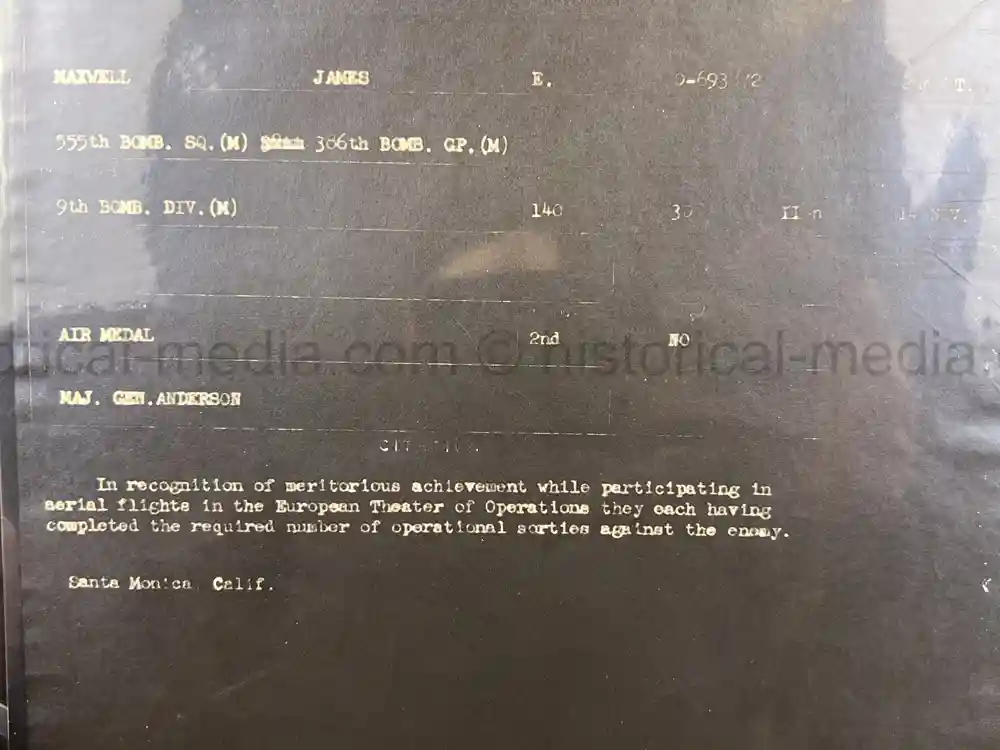 MAXWELL JAMES E.
555th BOMB. SQ.(M) 386th BOMB. GP.(M)
9th BOMB. DIV.(M) 140 NOV.
AIR MEDAL 2nd NO
ical-media.com © historical-media.
MAJ. GEN.ANDERSON
In recognition of meritorious achievement while participating in
aerial flights in the European Theater of Operations they each having
completed the required number of operational sorties against the enemy.
Santa Monica Calif.